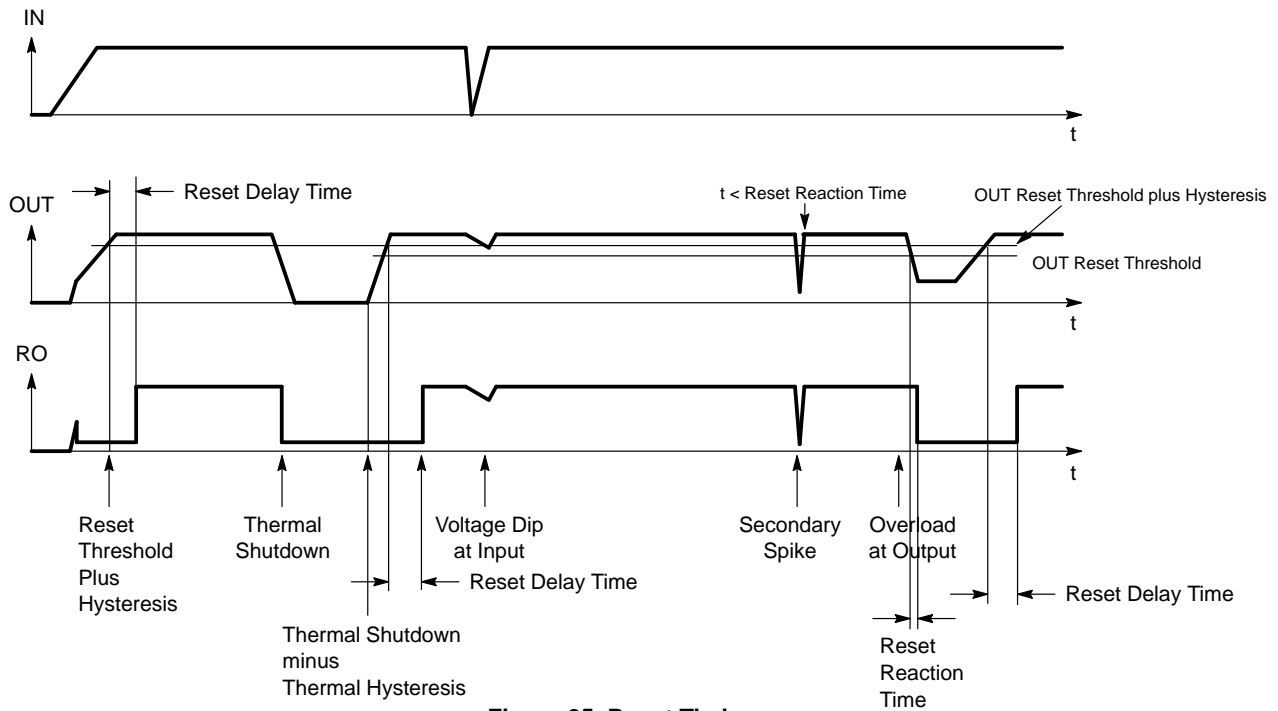 IN
t
Reset Delay Time
t < Reset Reaction Time
OUT Reset Threshold plus Hysteresis
OUT
OUT Reset Threshold
t
RO
t
Reset
Threshold
Plus
Hysteresis
Thermal
Shutdown
Voltage Dip
at Input
Secondary
Spike
Overload
at Output
Reset Delay Time
Reset Delay Time
Thermal Shutdown
minus
Thermal Hysteresis
Reset
Reaction
Time